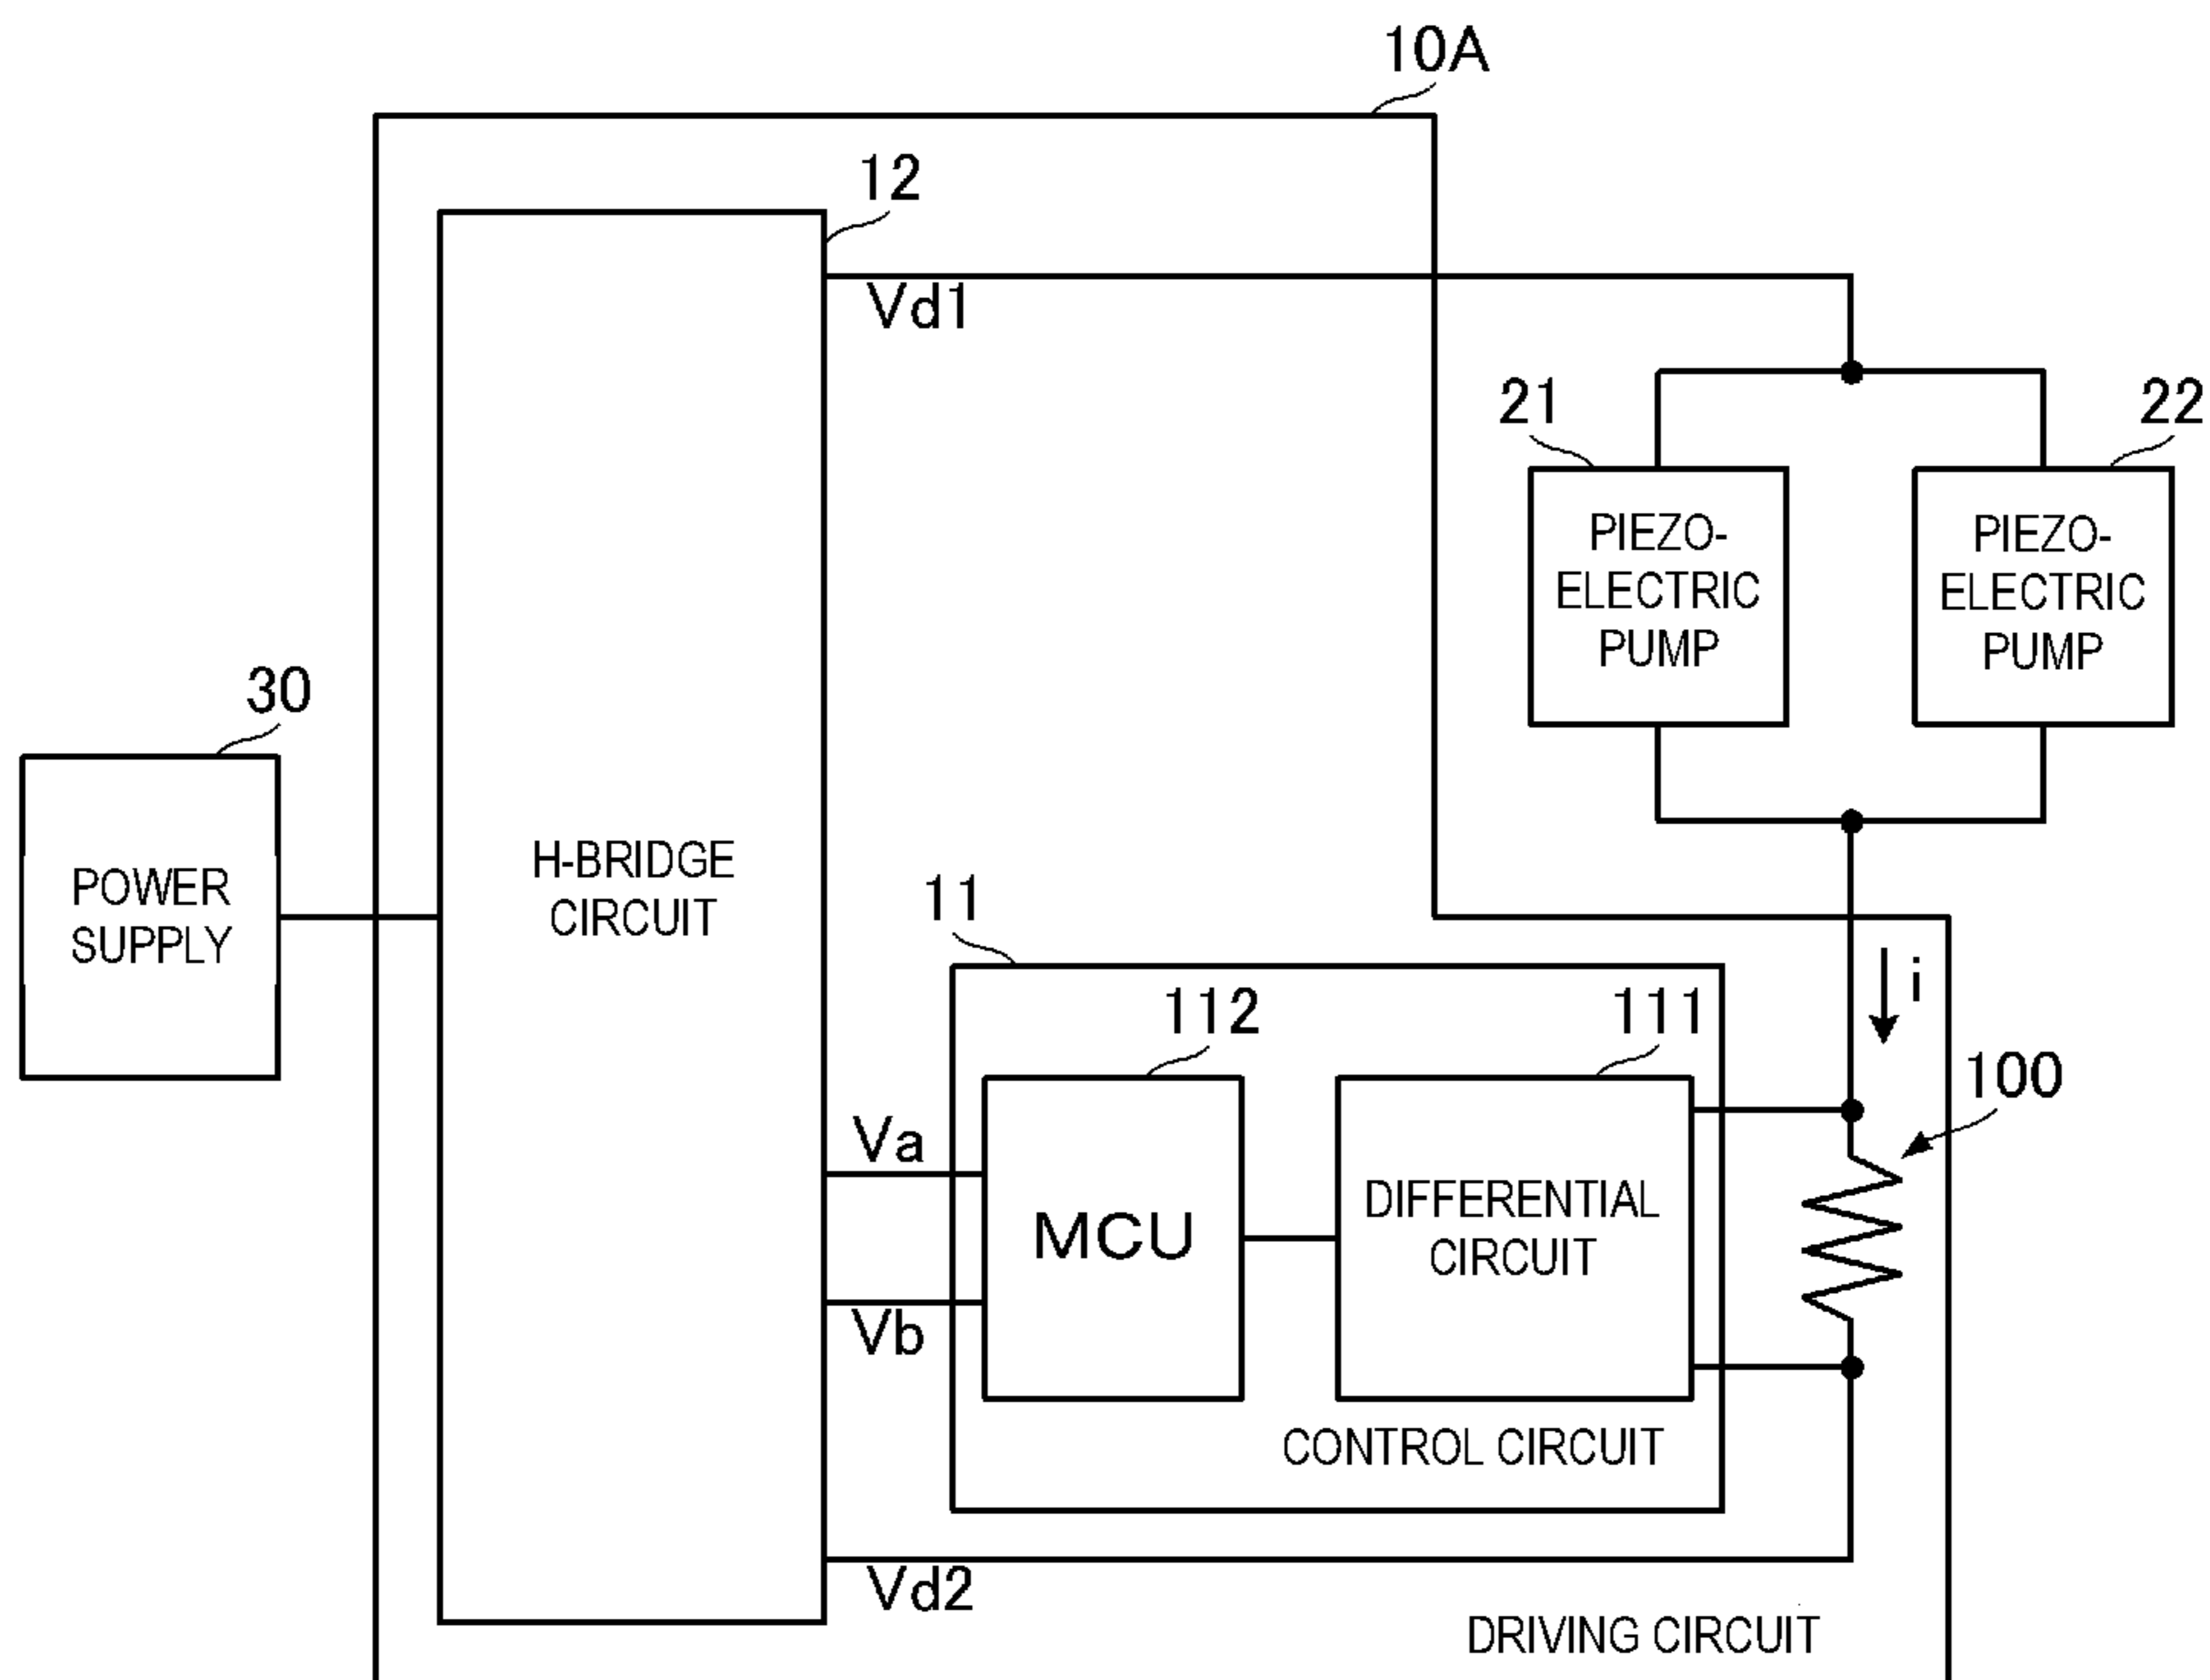 10A
12
Vd1
21
22
PIEZO-
ELECTRIC
PUMP
PIEZO-
ELECTRIC
PUMP
30
POWER
SUPPLY
H-BRIDGE
CIRCUIT
11
i
112
111
100
Va
MCU
DIFFERENTIAL
CIRCUIT
Vb
CONTROL CIRCUIT
Vd2
DRIVING CIRCUIT